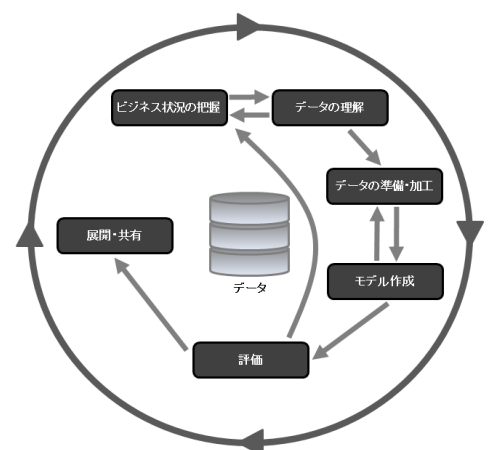 ビジネス状況の把握
データの理解
データの準備・加工
展開・共有
データ
モデル作成
評価